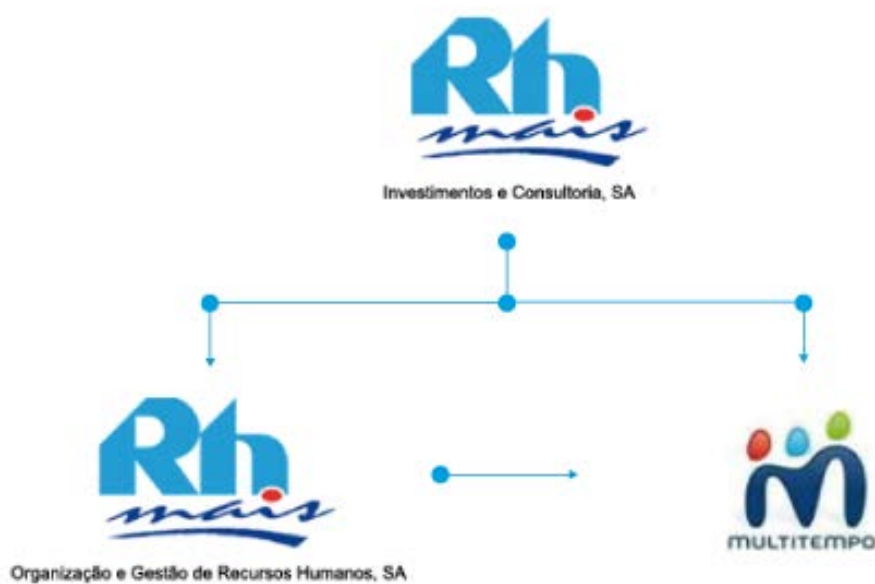 Rh
mais
Investimentos e Consultoria, SA
Rh
mais
Organização e Gestão de Recursos Humanos, SA
MULTITEMPO